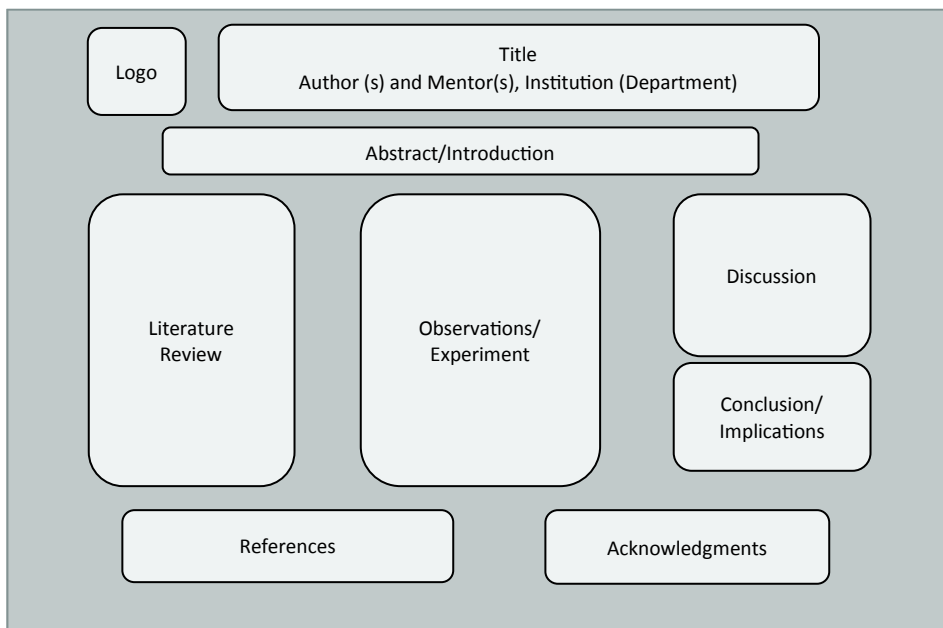 Logo
Title
Author (s) and Mentor(s), Institution (Department)
Abstract/Introduction
Literature
Review
Observations/
Experiment
Discussion
Conclusion/
Implications
References
Acknowledgments